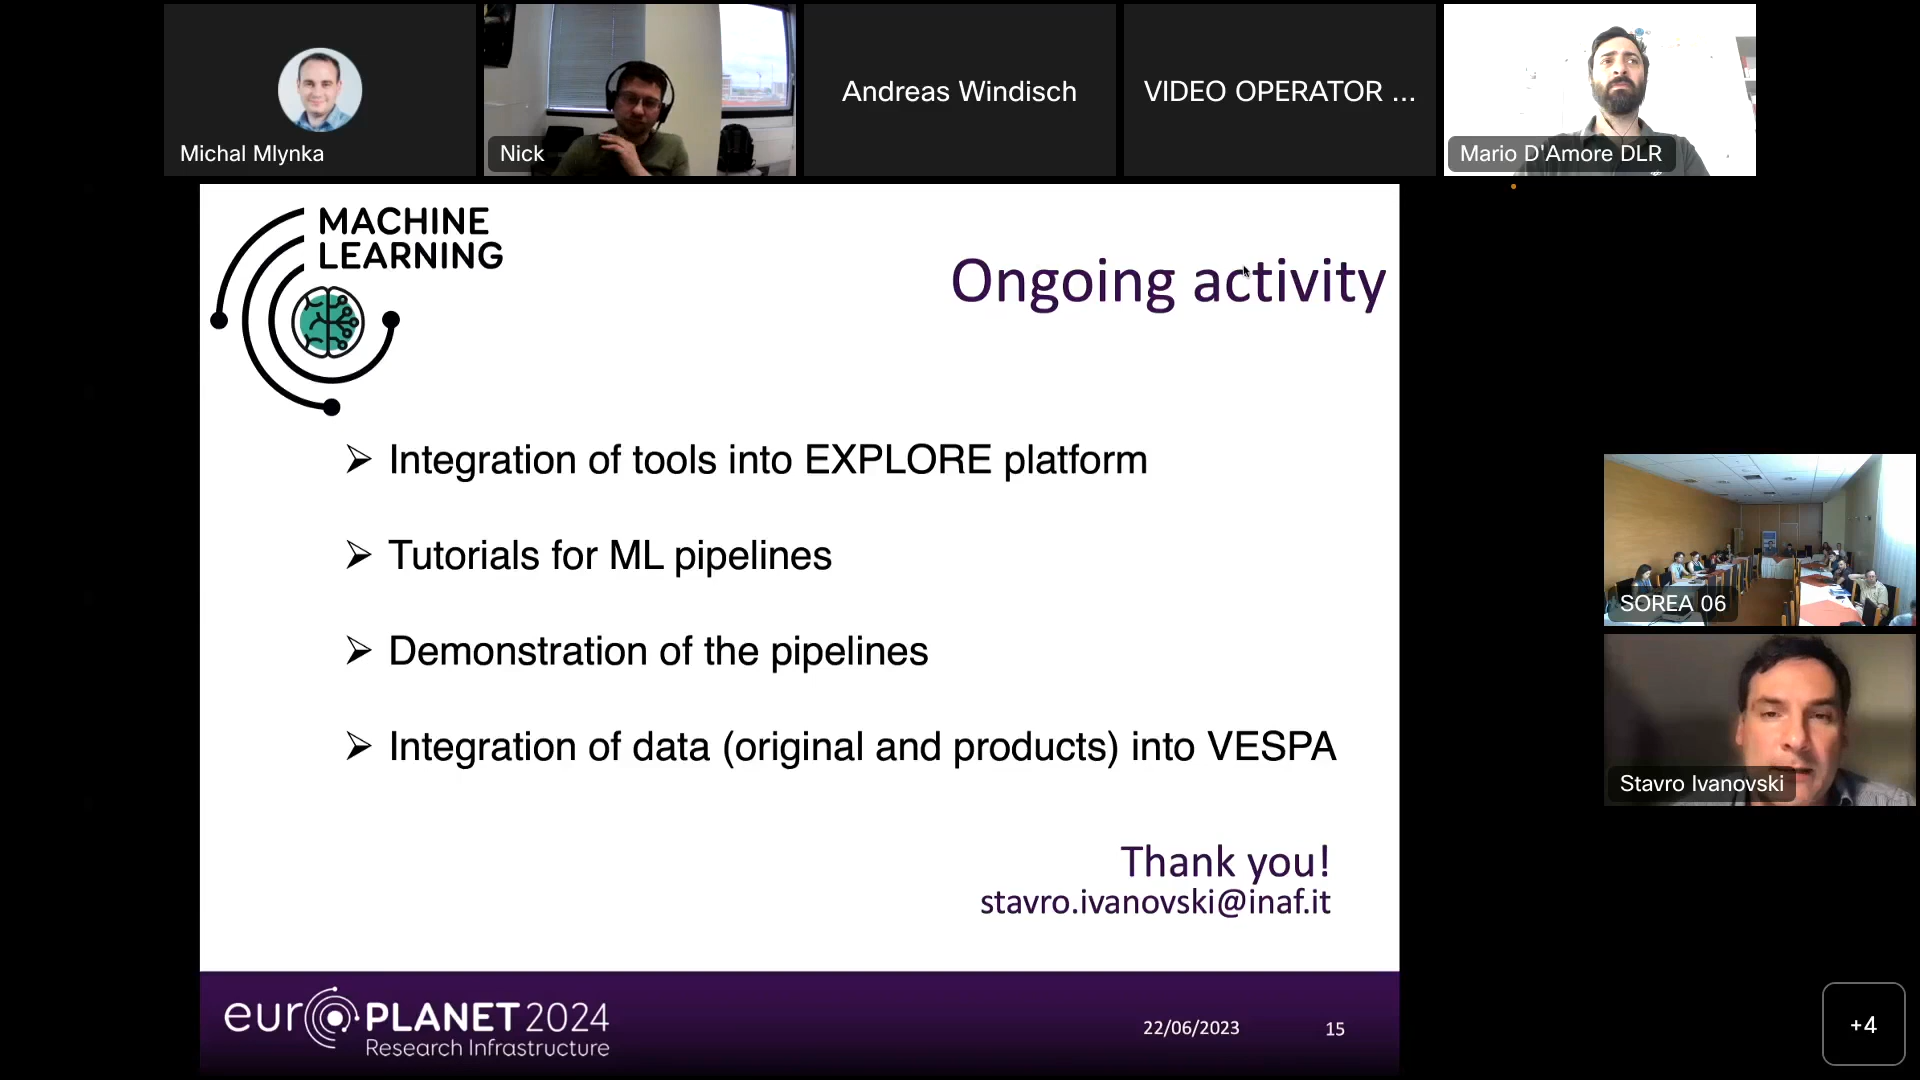 Michal Mlynka
Nick
Andreas Windisch
VIDEO OPERATOR ...
Mario D'Amore DLR
MACHINE
LEARNING
Ongoing activity
Integration of tools into EXPLORE platform
Tutorials for ML pipelines
Demonstration of the pipelines
Integration of data (original and products) into VESPA
SOREA 06
Stavro Ivanovski
Thank you!
stavro.ivanovski@inaf.it
euroPLANET 2024
Research Infrastructure
22/06/2023
15
+4